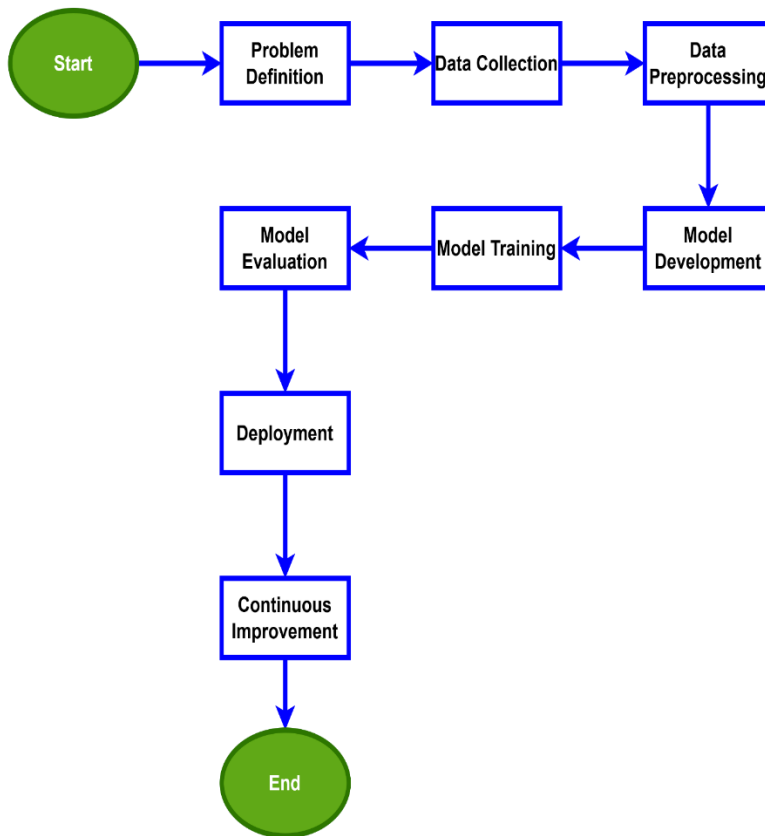 Start
Problem
Definition
Data Collection
Data
Preprocessing
Model
Development
Model Training
Model
Evaluation
Deployment
Continuous
Improvement
End